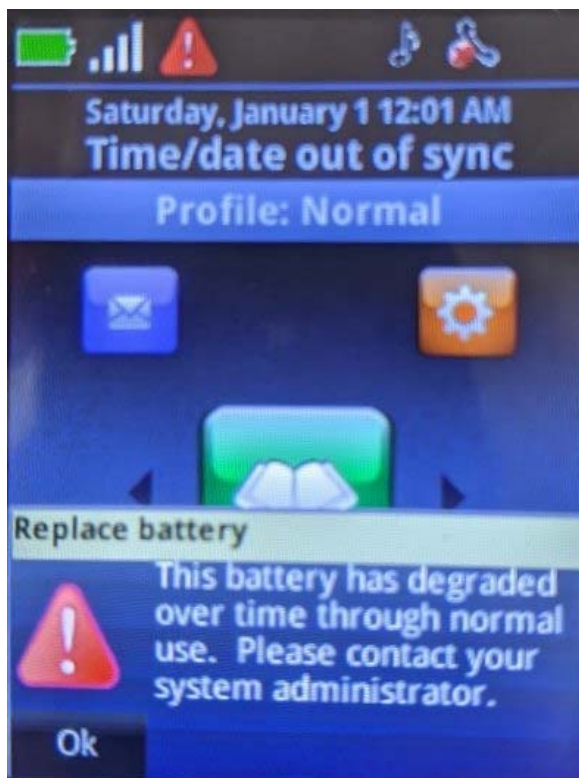 Saturday, January 1 12:01 AM
Time/date out of sync
Profile: Normal
Replace battery
This battery has degraded
over time through normal
use.  Please contact your
system administrator.
Ok